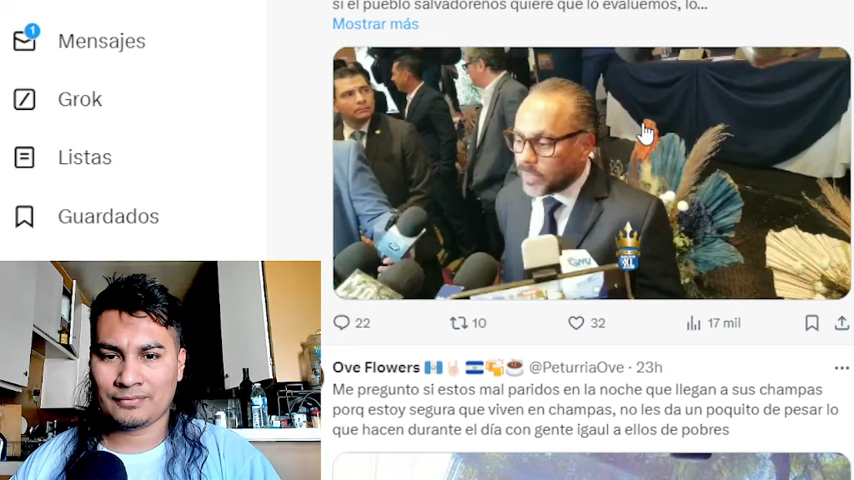 si el pueblo salvadoreños quiere que lo evaluemos, lo...
Mostrar más
1
Mensajes
Grok
Listas
Guardados
22
10
32
17 mil
Ove Flowers @PeturriaOve · 23h
Me pregunto si estos mal paridos en la noche que llegan a sus champas
porq estoy segura que viven en champas, no les da un poquito de pesar lo
que hacen durante el día con gente igaul a ellos de pobres